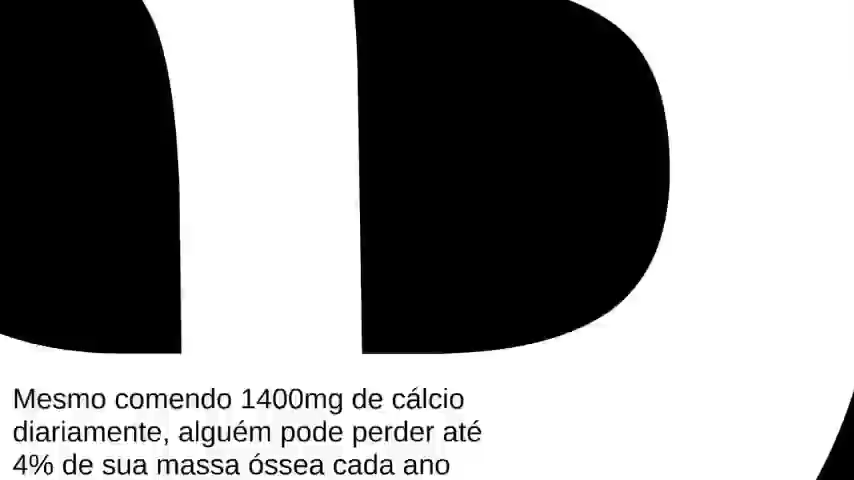 Mesmo comendo 1400mg de cálcio
diariamente, alguém pode perder até
4% de sua massa óssea cada ano